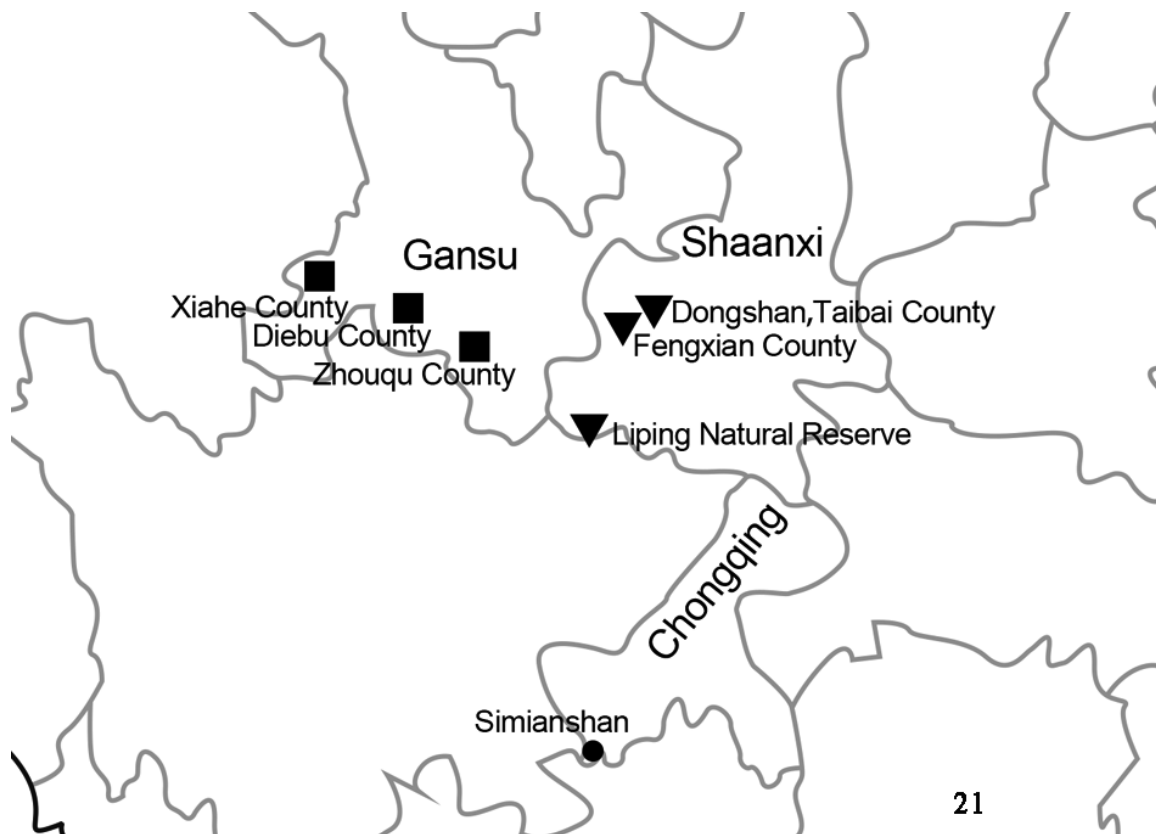 Gansu
Shaanxi
Xiahe County
Diebu County
Zhouqu County
Dongshan,Taibai County
Fengxian County
Liping Natural Reserve
Chongqing
Simianshan
21